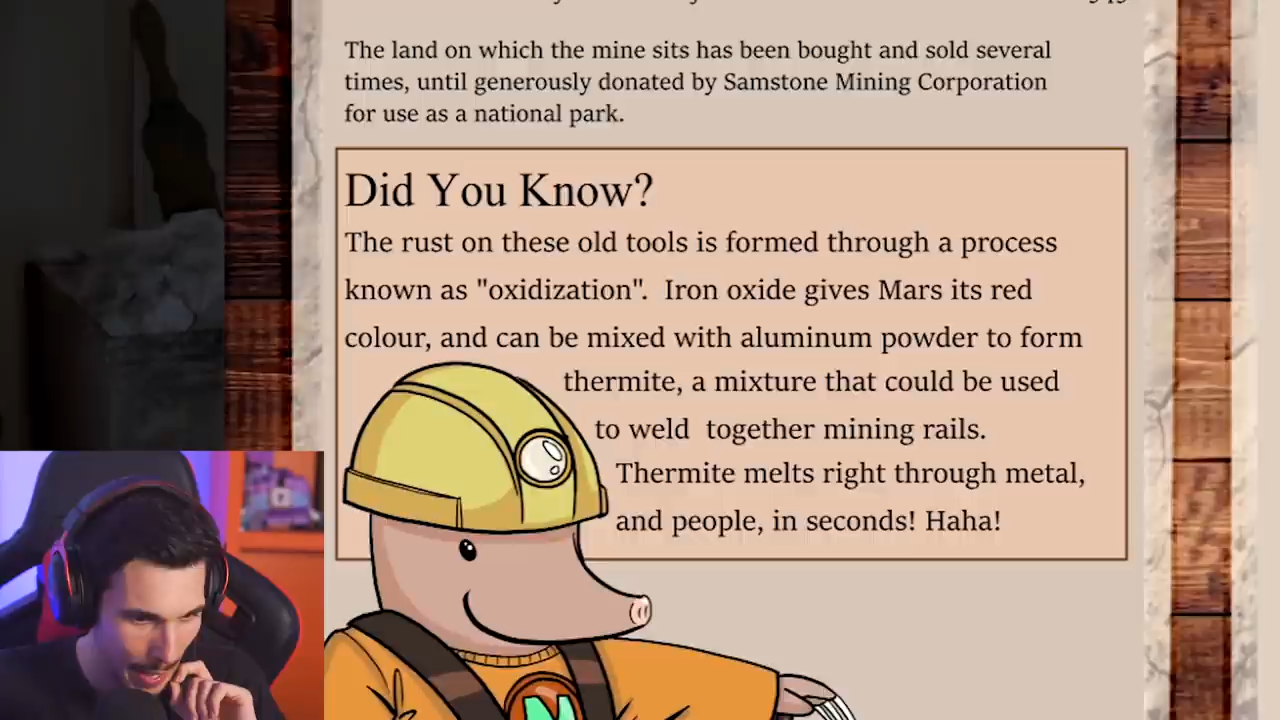 The land on which the mine sits has been bought and sold several
times, until generously donated by Samstone Mining Corporation
for use as a national park.
Did You Know?
The rust on these old tools is formed through a process
known as "oxidization".  Iron oxide gives Mars its red
colour, and can be mixed with aluminum powder to form
thermite, a mixture that could be used
to weld  together mining rails.
Thermite melts right through metal,
and people, in seconds! Haha!
M